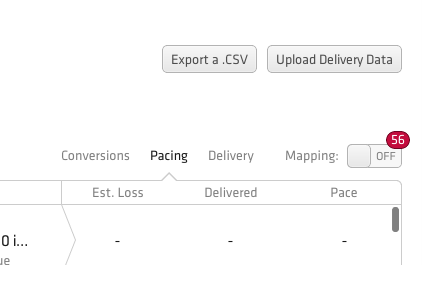 Export a .CSV
Upload Delivery Data
56
Conversions
Pacing
Delivery
Mapping:
OFF
Est. Loss
Delivered
Pace
0 i...
-
-
-
ue